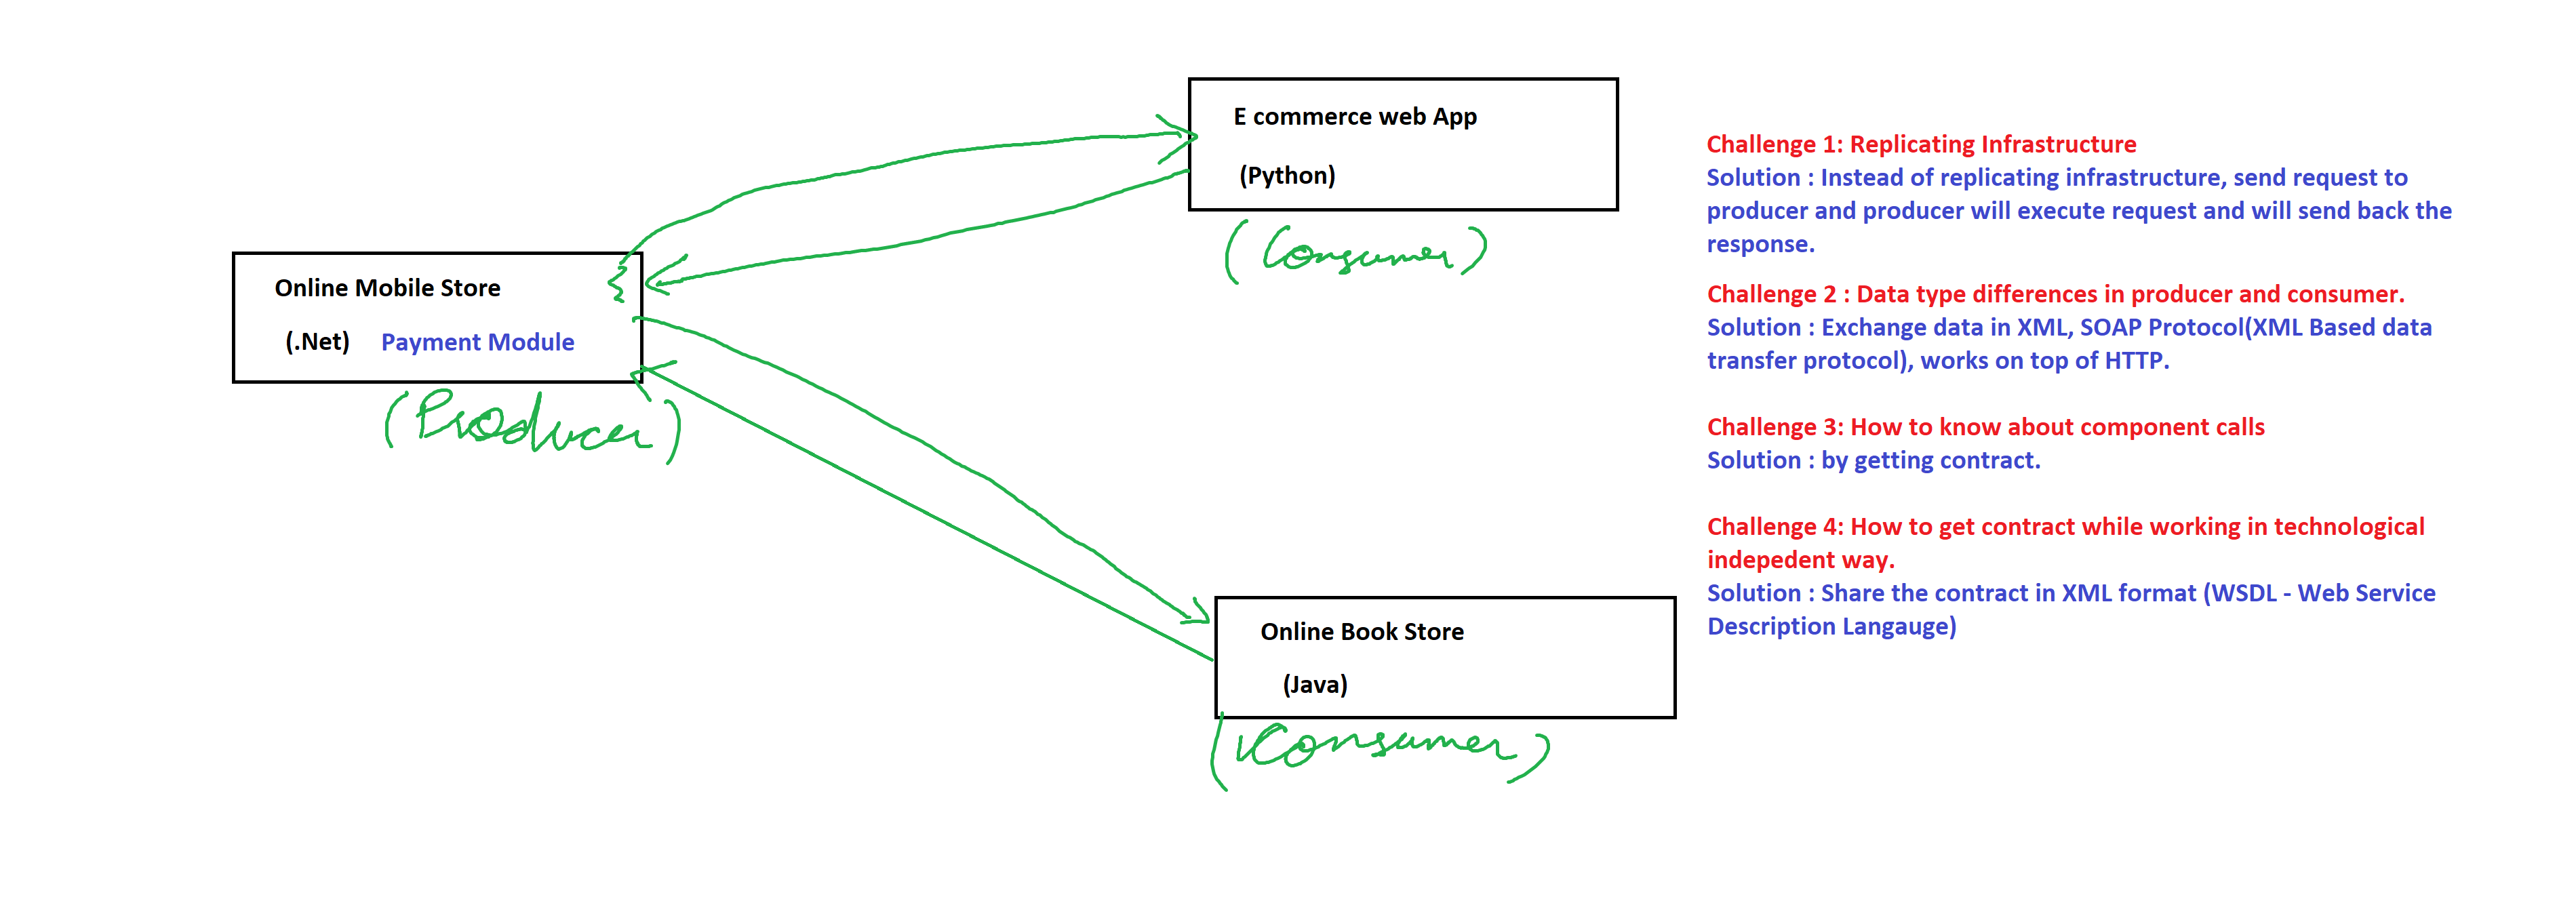 E commerce web App
(Python)
(Consumer)
Online Mobile Store
(.Net) Payment Module
(Producer)
Online Book Store
(Java)
(Consumer)
Challenge 1: Replicating Infrastructure
Solution : Instead of replicating infrastructure, send request to
producer and producer will execute request and will send back the
response.
Challenge 2 : Data type differences in producer and consumer.
Solution : Exchange data in XML, SOAP Protocol(XML Based data
transfer protocol), works on top of HTTP.
Challenge 3: How to know about component calls
Solution : by getting contract.
Challenge 4: How to get contract while working in technological
indepedent way.
Solution : Share the contract in XML format (WSDL - Web Service
Description Langauge)